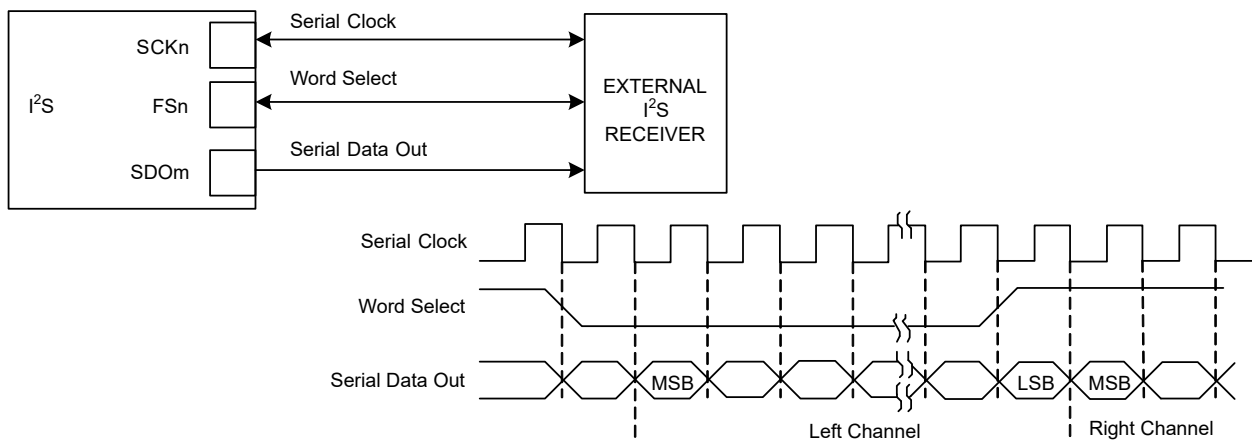 Serial Clock
SCKn
Word Select
I²S
FSn
EXTERNAL
I²S
RECEIVER
Serial Data Out
SDOm
Serial Clock
Word Select
Serial Data Out
MSB
LSB
MSB
Left Channel
Right Channel